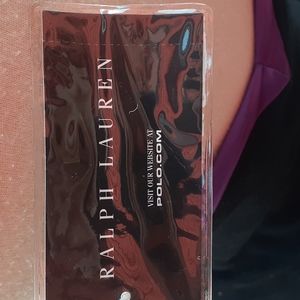 RALPH LAUREN
VISIT OUR WEBSITE AT
POLO.COM